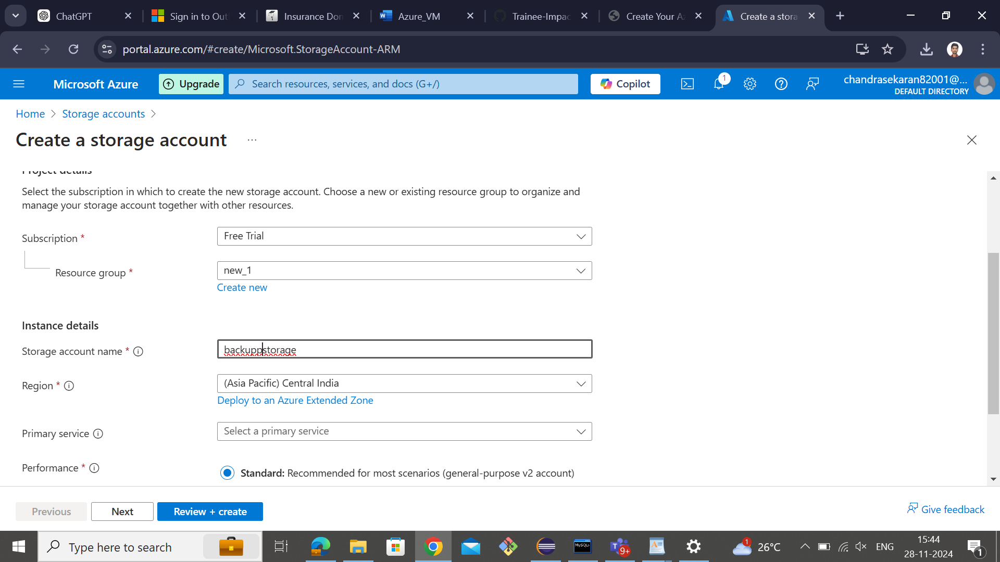 ChatGPT
Sign in to Out
Insurance Don
Azure_VM
Trainee-Impac
Create Your A
Create a stora
portal.azure.com/#create/Microsoft.StorageAccount-ARM
Microsoft Azure
Upgrade
Search resources, services, and docs (G+/)
Copilot
1
chandrasekaran82001@...
DEFAULT DIRECTORY
Home > Storage accounts >
Create a storage account ...
Project details
Select the subscription in which to create the new storage account. Choose a new or existing resource group to organize and
manage your storage account together with other resources.
Subscription *
Free Trial
Resource group *
new_1
Create new
Instance details
Storage account name *
backuppstorage
Region *
(Asia Pacific) Central India
Deploy to an Azure Extended Zone
Primary service
Select a primary service
Performance *
Standard: Recommended for most scenarios (general-purpose v2 account)
Previous
Next
Review + create
Give feedback
Type here to search
MySQL
9+
1
26°C
ENG
15:44
28-11-2024
1